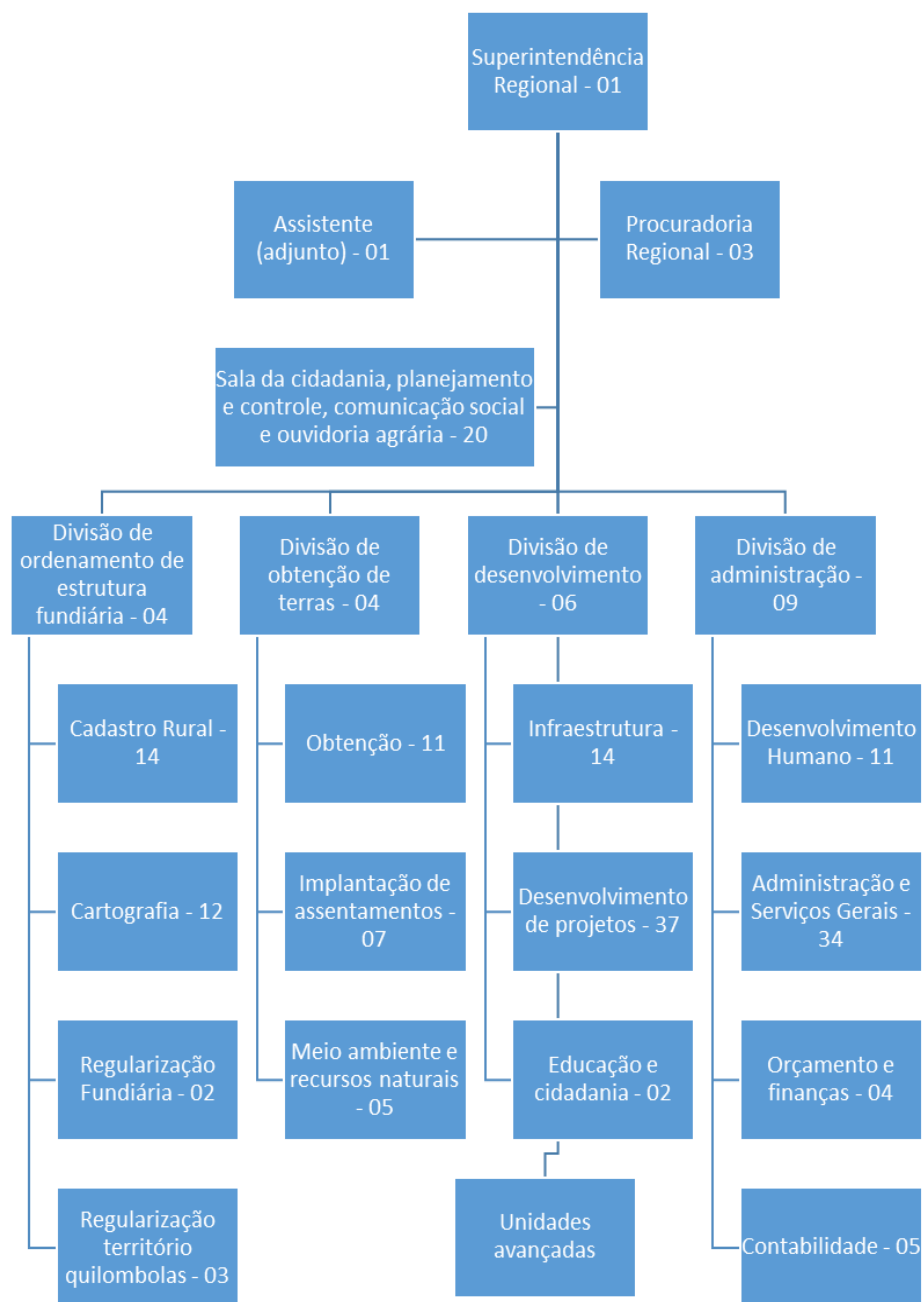 Superintendência
Regional - 01
Assistente
(adjunto) - 01
Procuradoria
Regional - 03
Sala da cidadania, planejamento
e controle, comunicação social
e ouvidoria agrária - 20
Divisão de
ordenamento de
estrutura
fundiária - 04
Divisão de
obtenção de
terras - 04
Divisão de
desenvolvimento
- 06
Divisão de
administração -
09
Cadastro Rural -
14
Obtenção - 11
Infraestrutura -
14
Desenvolvimento
Humano - 11
Cartografia - 12
Implantação de
assentamentos -
07
Desenvolvimento
de projetos - 37
Administração e
Serviços Gerais -
34
Regularização
Fundiária - 02
Meio ambiente e
recursos naturais
- 05
Educação e
cidadania - 02
Orçamento e
finanças - 04
Regularização
território
quilombolas - 03
Unidades
avançadas
Contabilidade - 05